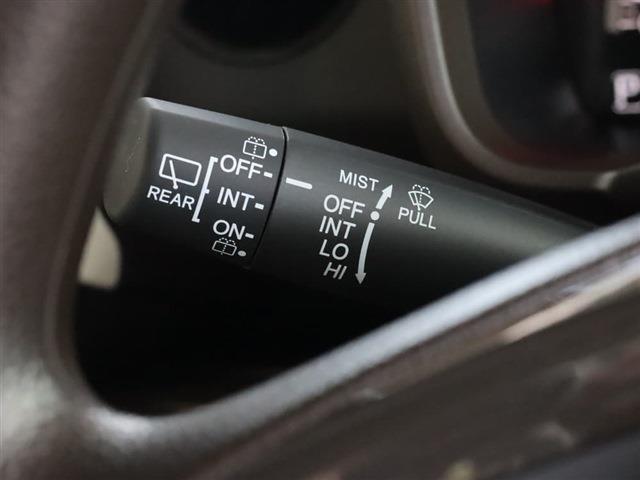 REAR
OFF
INT
ON
MIST
OFF
INT
LO
HI
PULL
P